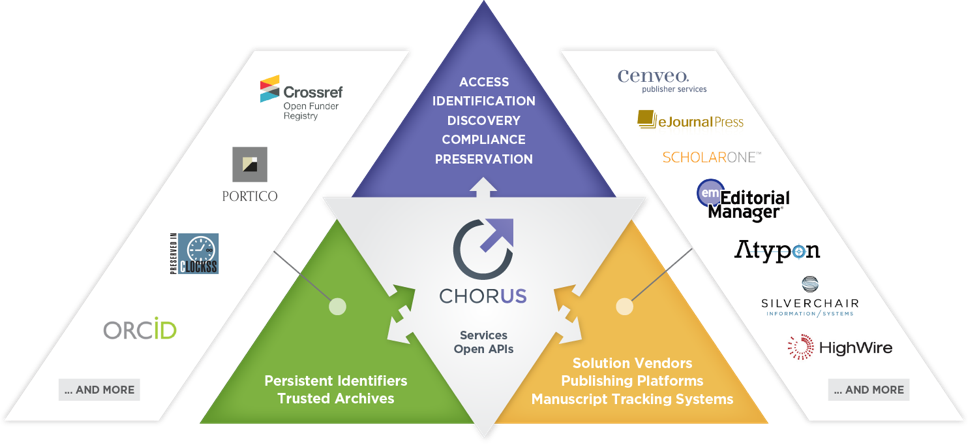 Crossref
Open Funder
Registry
PORTICO
PRESERVED IN
CLOCKSS
ORCID
... AND MORE
ACCESS
IDENTIFICATION
DISCOVERY
COMPLIANCE
PRESERVATION
CHORUS
Services
Open APIs
Persistent Identifiers
Trusted Archives
Solution Vendors
Publishing Platforms
Manuscript Tracking Systems
Cenveo.
publisher services
eJournalPress
SCHOLARONE™
em Editorial
Manager®
Atypon
SILVERCHAIR
INFORMATION / SYSTEMS
HighWire
... AND MORE